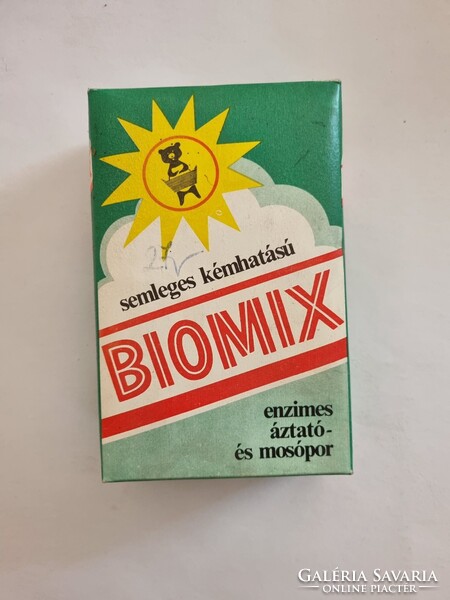 semleges kémhatású
BIOMIX
enzimes
áztató-
és mosópor
GALÉRIA SAVARIA
ONLINE PIACTÉR